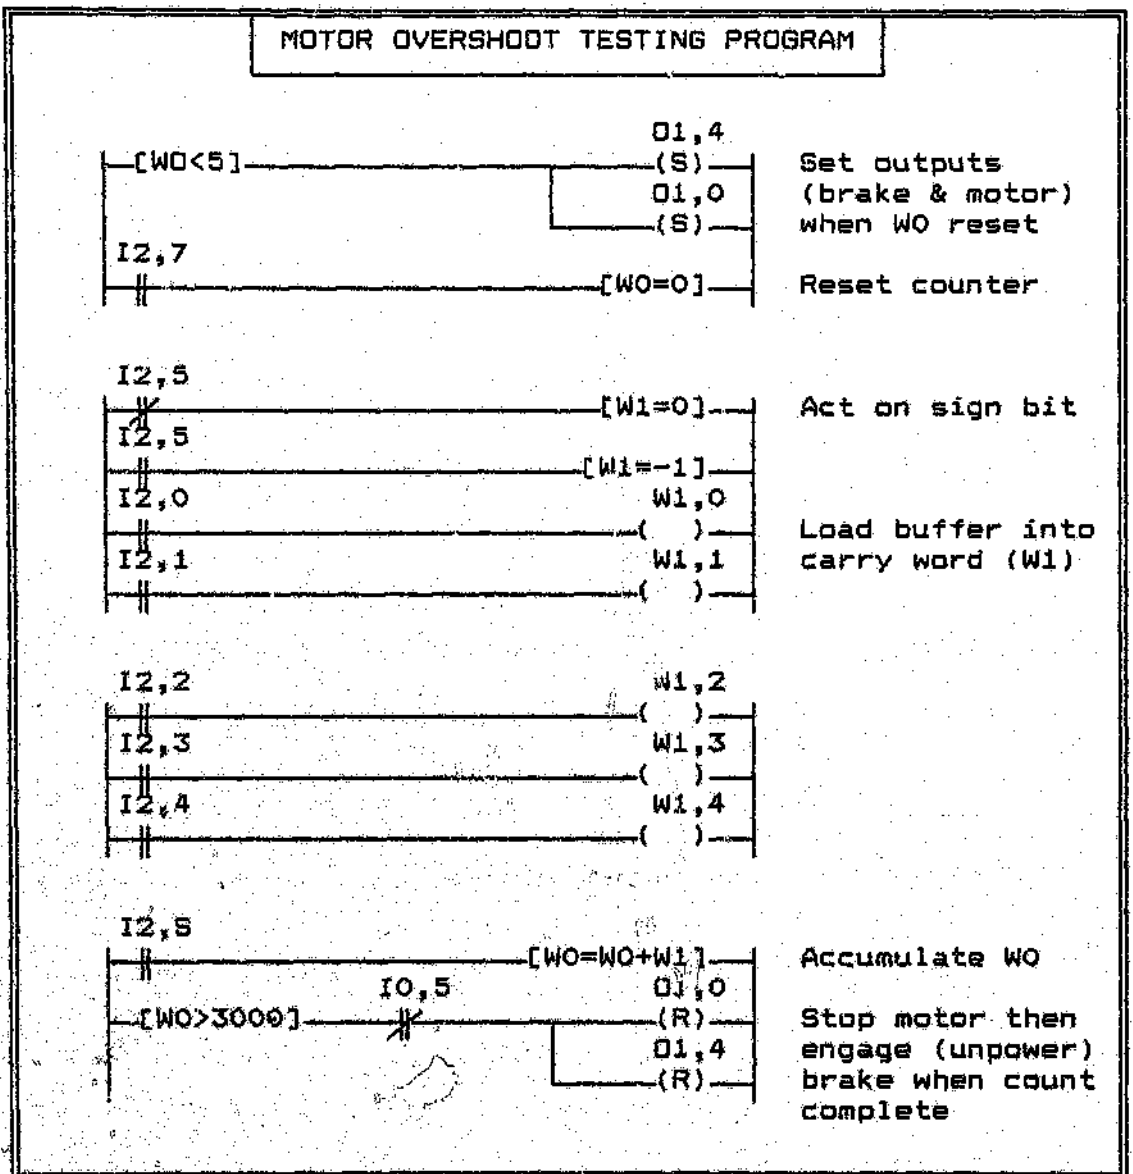 MOTOR OVERSHOOT TESTING PROGRAM
O1,4
[W0<5] (S) Set outputs
O1,0 (brake & motor)
(S) when W0 reset
I2,7
[W0=0] Reset counter
I2,5
[W1=0] Act on sign bit
I2,5
[W1=-1]
I2,0 W1,0
( ) Load buffer into
I2,1 W1,1 carry word (W1)
( )
I2,2 W1,2
( )
I2,3 W1,3
( )
I2,4 W1,4
( )
I2,S
[W0=W0+W1] Accumulate W0
I0,5 O1,0
[W0>3000] (R) Stop motor then
O1,4 engage (unpower)
(R) brake when count
complete